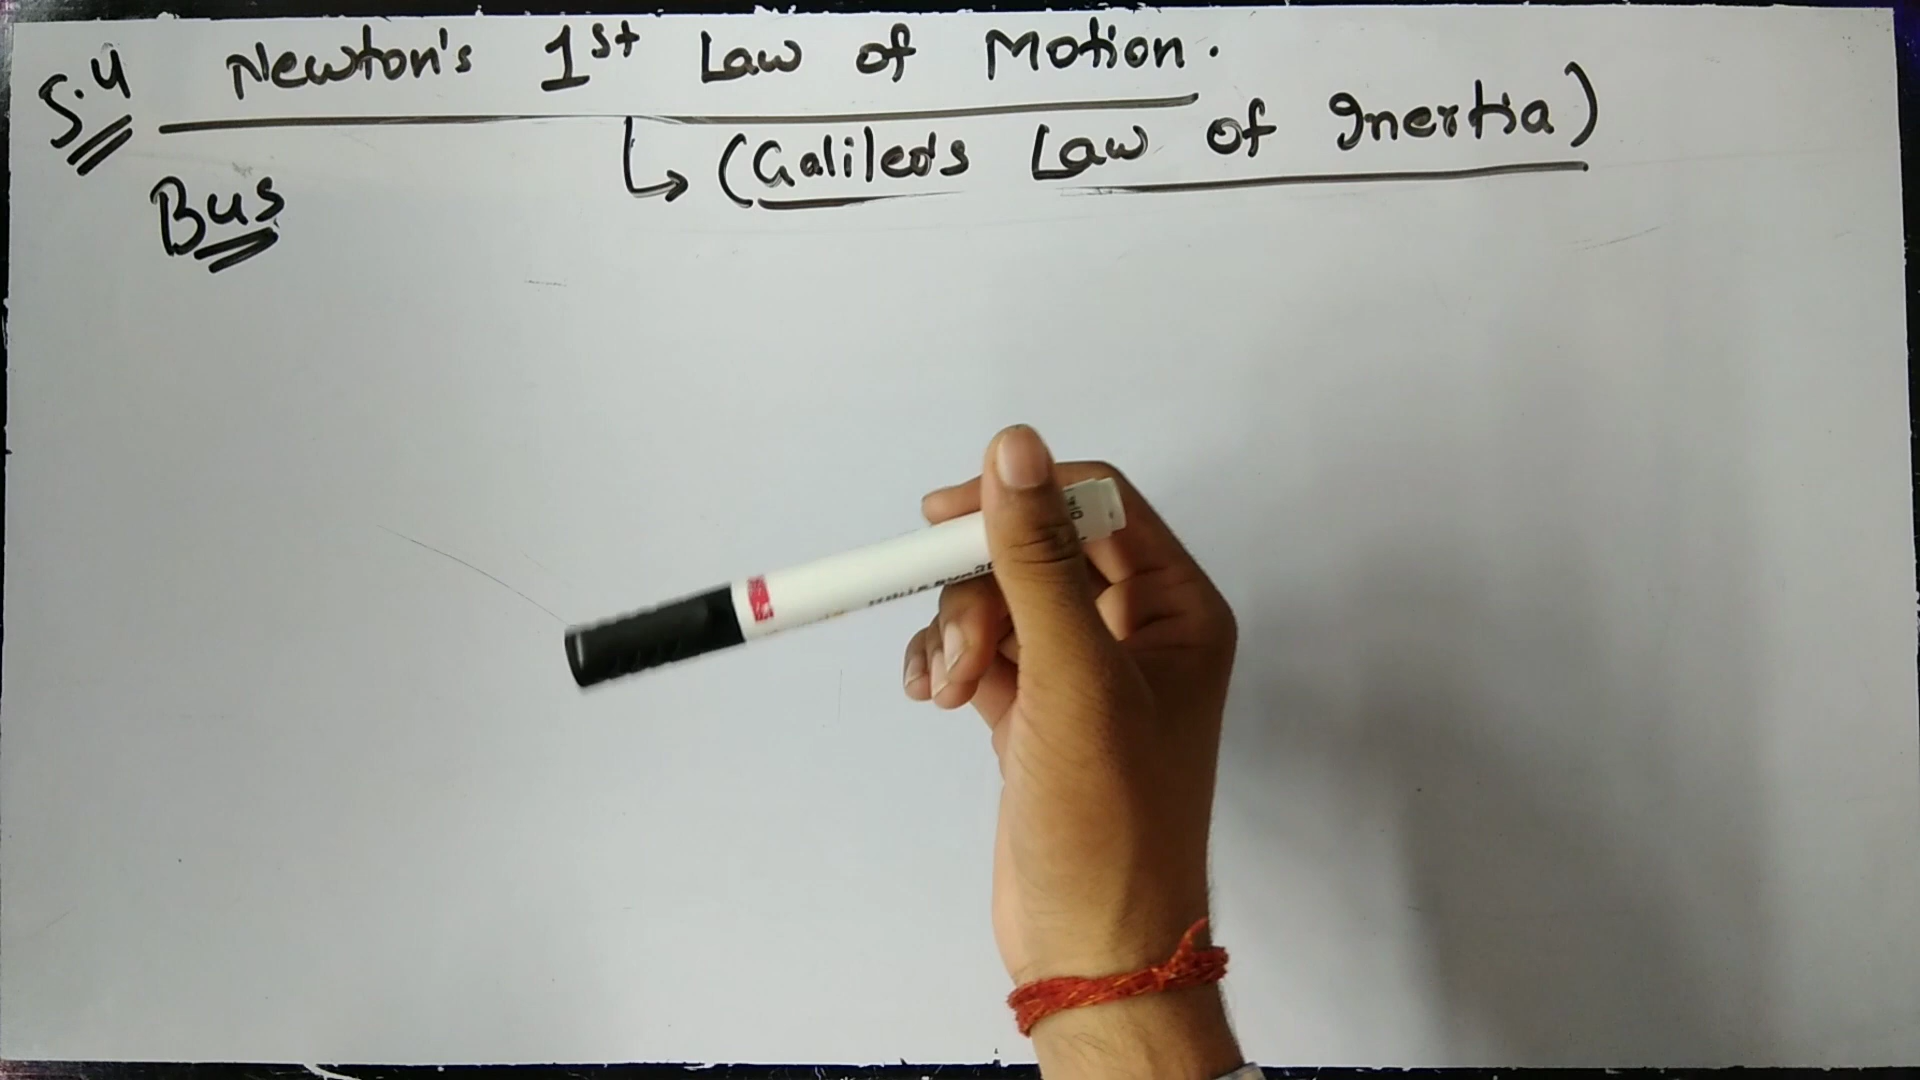 5.4 Newton's 1st Law of Motion.
(Galileo's Law of Inertia)
Bus